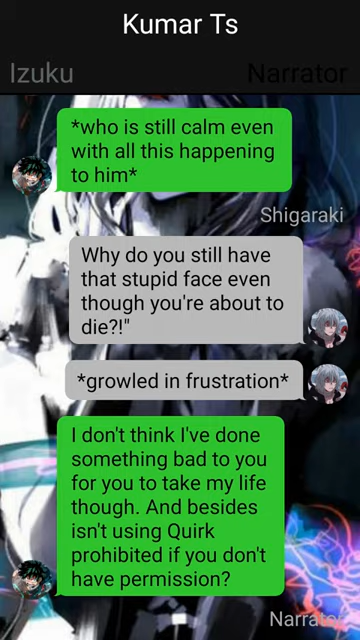 Kumar Ts
Izuku
Narrator
*who is still calm even
with all this happening
to him*
Shigaraki
Why do you still have
that stupid face even
though you're about to
die?!"
*growled in frustration*
I don't think I've done
something bad to you
for you to take my life
though. And besides
isn't using Quirk
prohibited if you don't
have permission?
Narrator